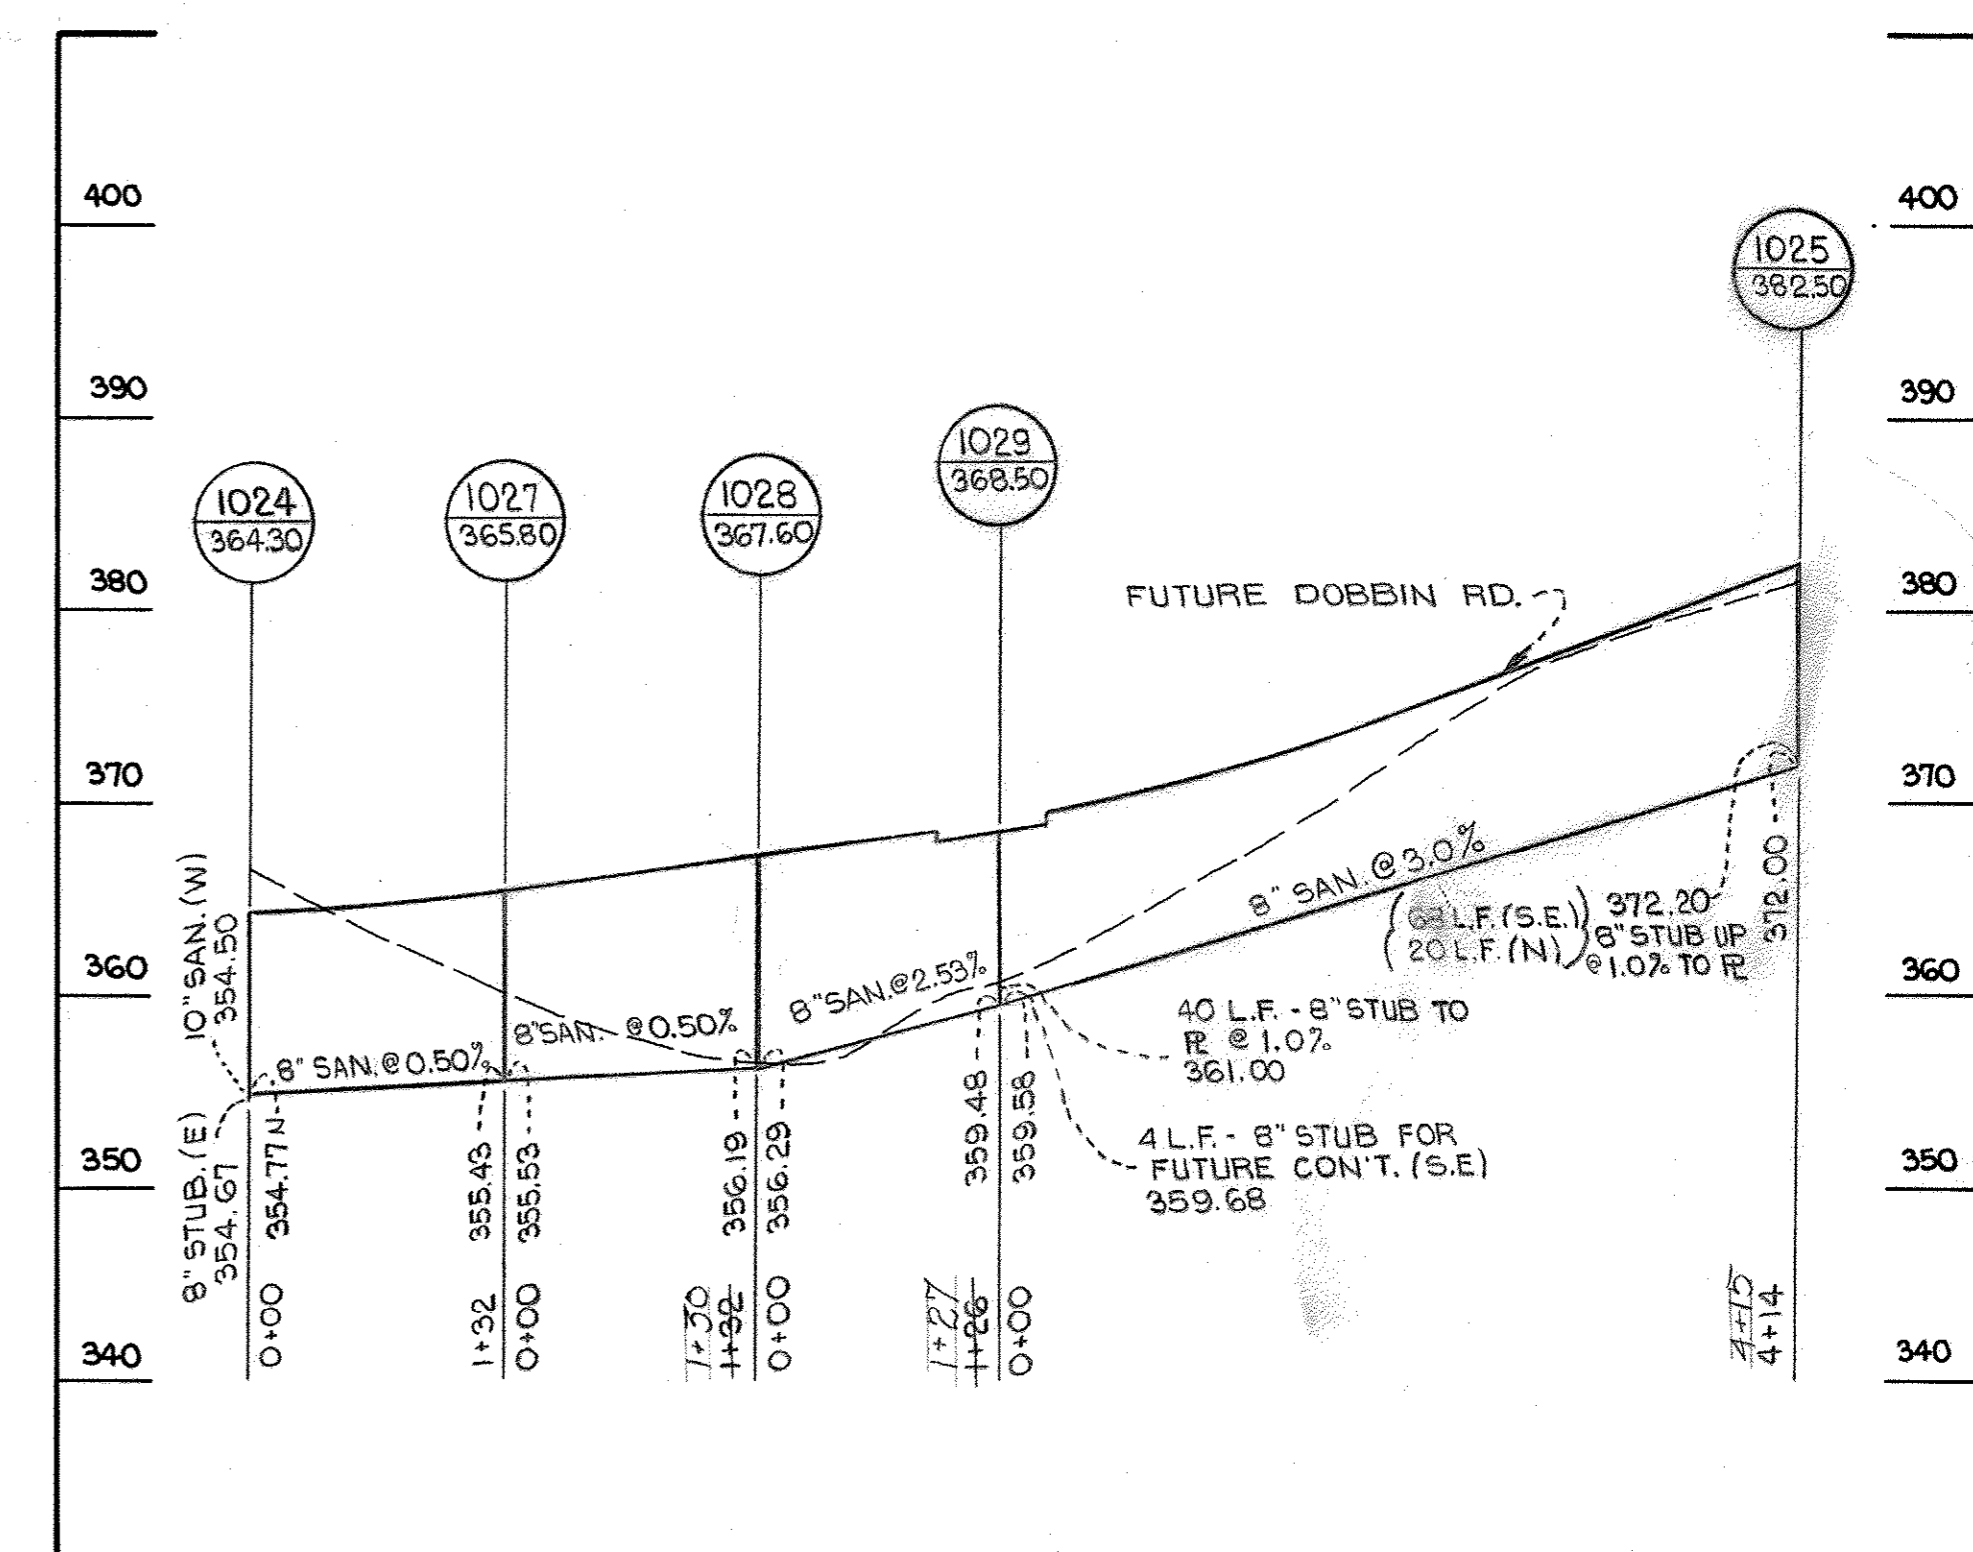 400
390
380
370
360
350
340
1024
364.30
1027
365.80
1028
367.60
1029
368.50
1025
382.50
400
390
380
370
360
350
340
FUTURE DOBBIN RD.
10" SAN. (W)
354.50
8" STUB. (E)
354.67
354.77 N
0+00
8" SAN. @ 0.50%
355.43
355.53
1+32
0+00
8" SAN. @ 0.50%
356.19
356.29
1+30
1+32
0+00
8" SAN. @ 2.53%
359.48
359.58
1+27
1+26
0+00
8" SAN. @ 3.0%
L.F. (S.E.)
20 L.F. (N)
372.20
8" STUB UP
@ 1.0% TO PL
372.00
40 L.F. - 8" STUB TO
PL @ 1.0%
361.00
4 L.F. - 8" STUB FOR
FUTURE CON'T. (S.E)
359.68
4+15
4+14